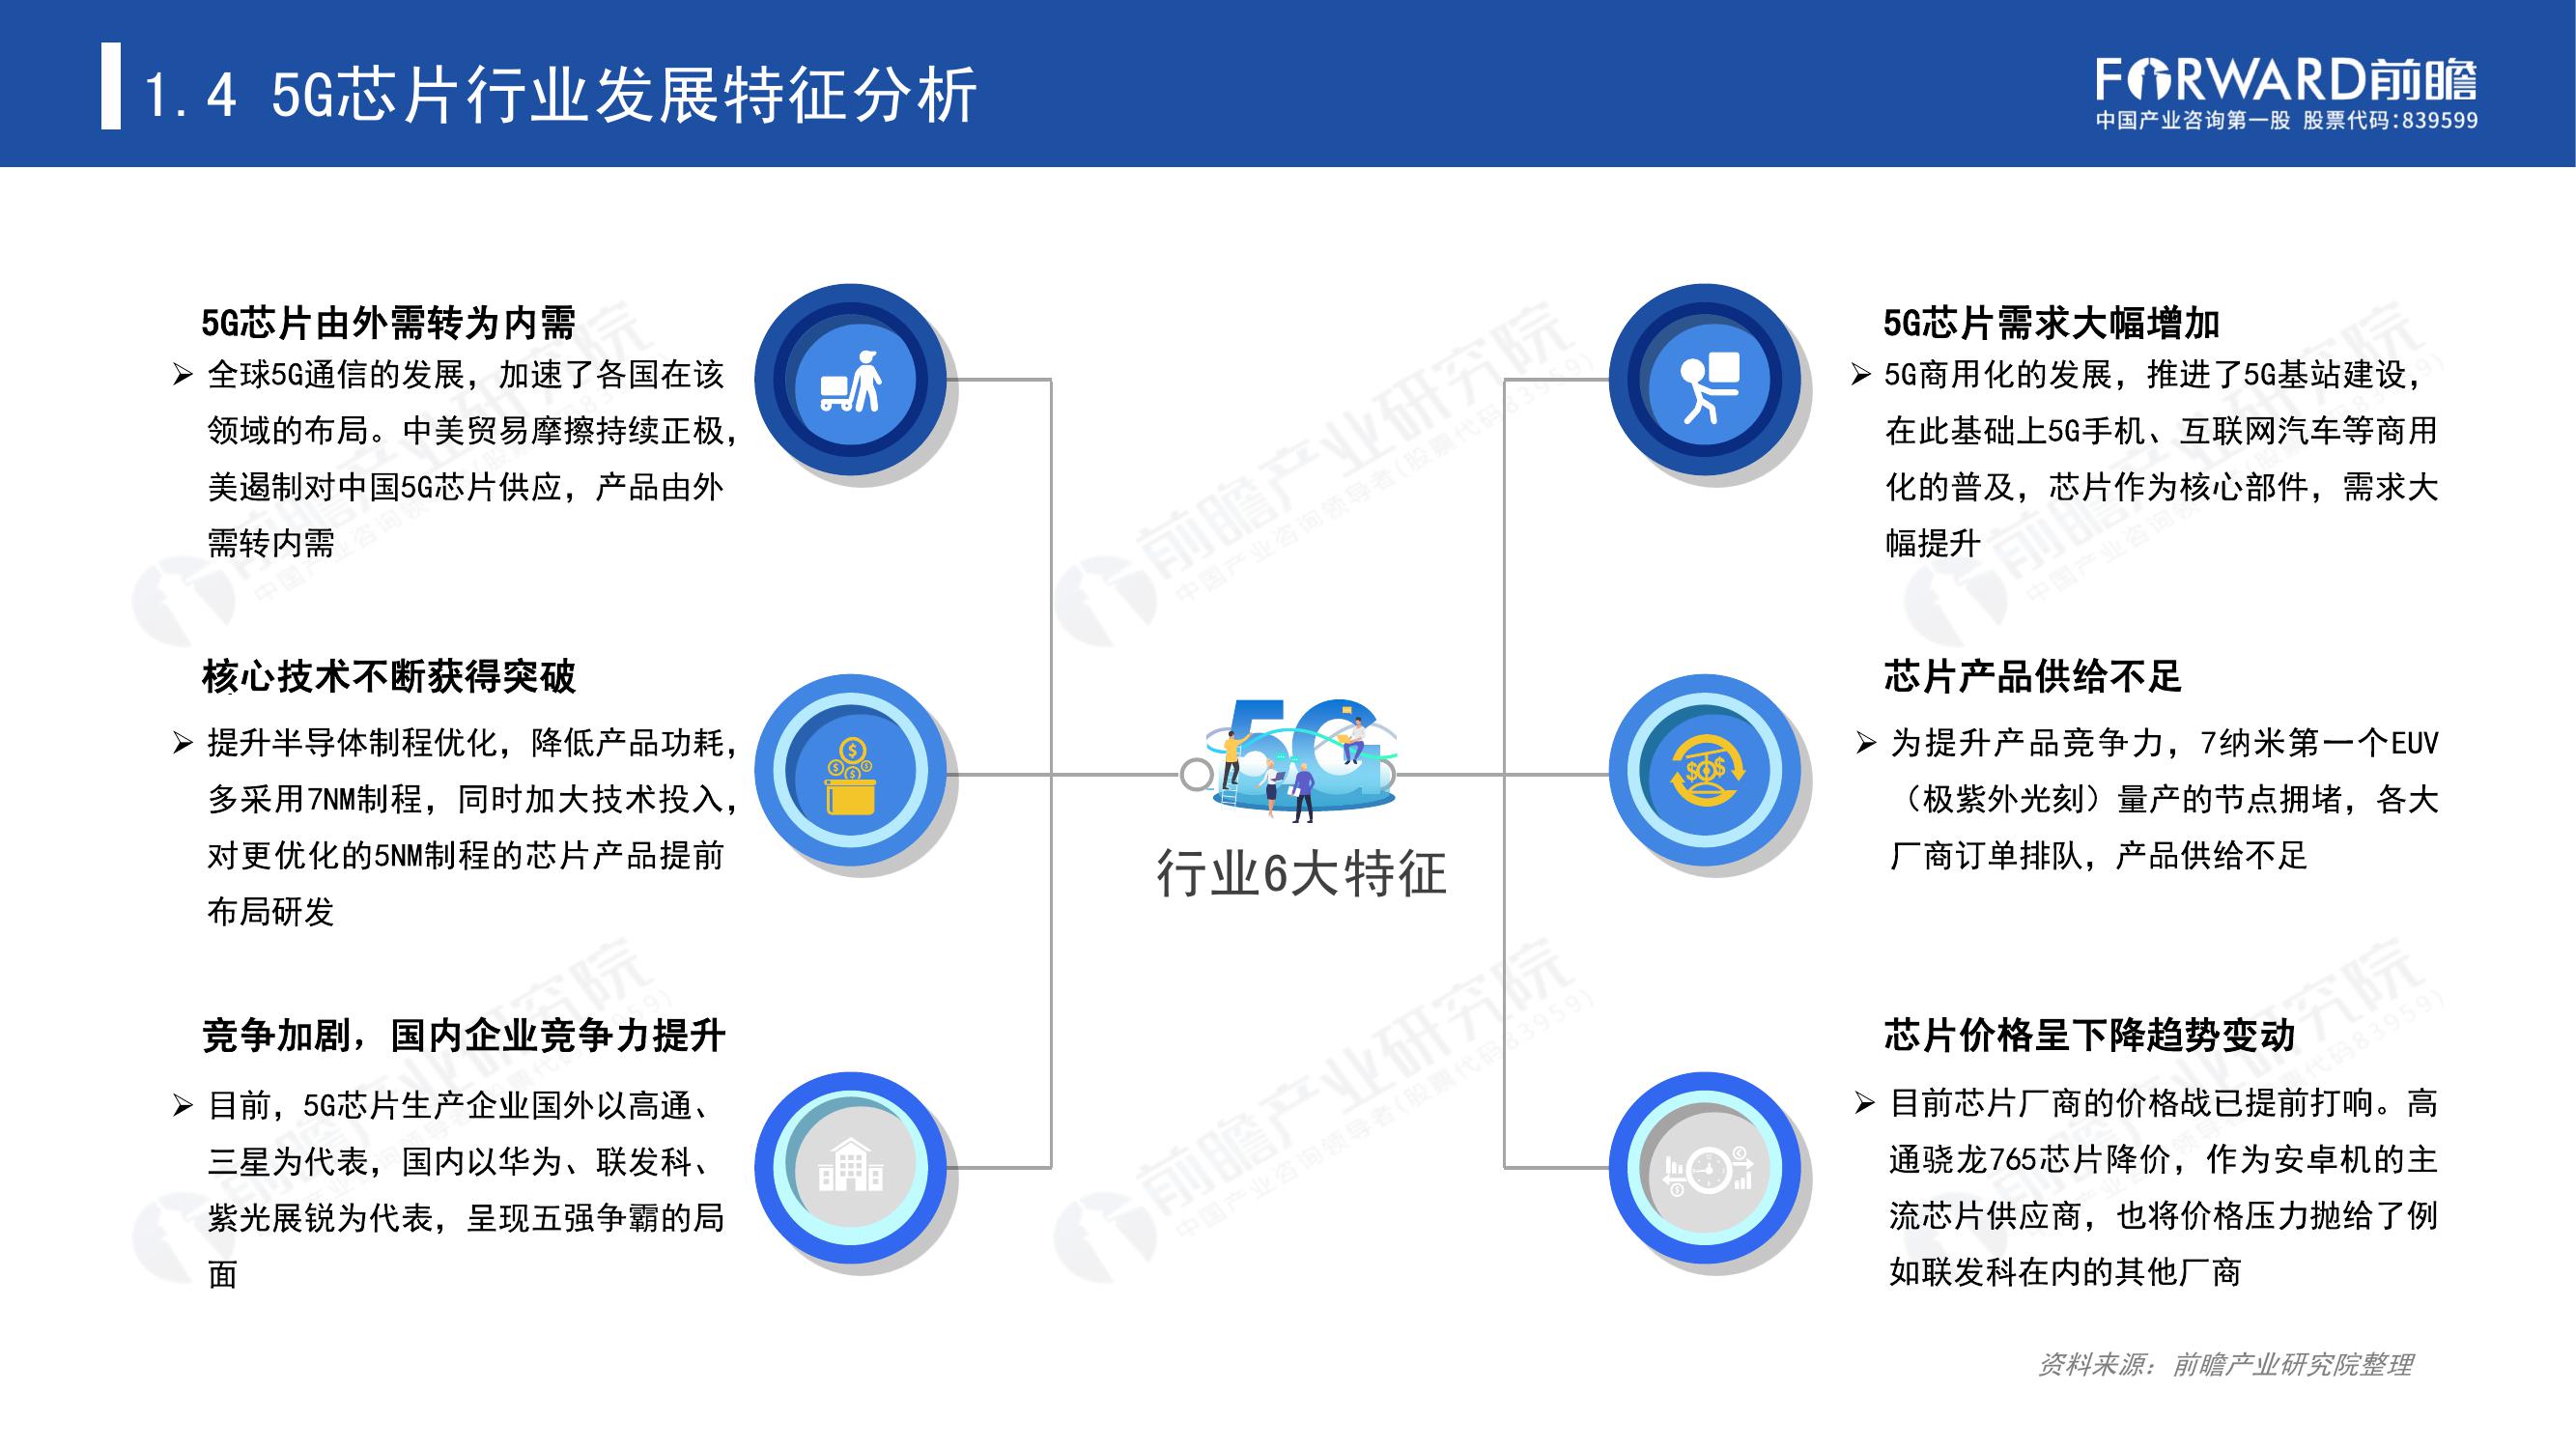 1.4 5G芯片行业发展特征分析
FORWARD前瞻
中国产业咨询第一股 股票代码:839599
5G芯片由外需转为内需
全球5G通信的发展，加速了各国在该
领域的布局。中美贸易摩擦持续正极，
美遏制对中国5G芯片供应，产品由外
需转内需
核心技术不断获得突破
提升半导体制程优化，降低产品功耗，
多采用7NM制程，同时加大技术投入，
对更优化的5NM制程的芯片产品提前
布局研发
竞争加剧，国内企业竞争力提升
目前，5G芯片生产企业国外以高通、
三星为代表，国内以华为、联发科、
紫光展锐为代表，呈现五强争霸的局
面
5G
行业6大特征
5G芯片需求大幅增加
5G商用化的发展，推进了5G基站建设，
在此基础上5G手机、互联网汽车等商用
化的普及，芯片作为核心部件，需求大
幅提升
芯片产品供给不足
为提升产品竞争力，7纳米第一个EUV
（极紫外光刻）量产的节点拥堵，各大
厂商订单排队，产品供给不足
芯片价格呈下降趋势变动
目前芯片厂商的价格战已提前打响。高
通骁龙765芯片降价，作为安卓机的主
流芯片供应商，也将价格压力抛给了例
如联发科在内的其他厂商
资料来源：前瞻产业研究院整理
前瞻产业研究院
中国产业咨询领导者(股票代码83959)